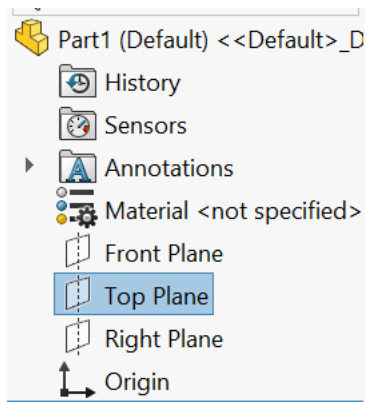 Part1 (Default) <<Default>_D
History
Sensors
Annotations
Material <not specified>
Front Plane
Top Plane
Right Plane
Origin